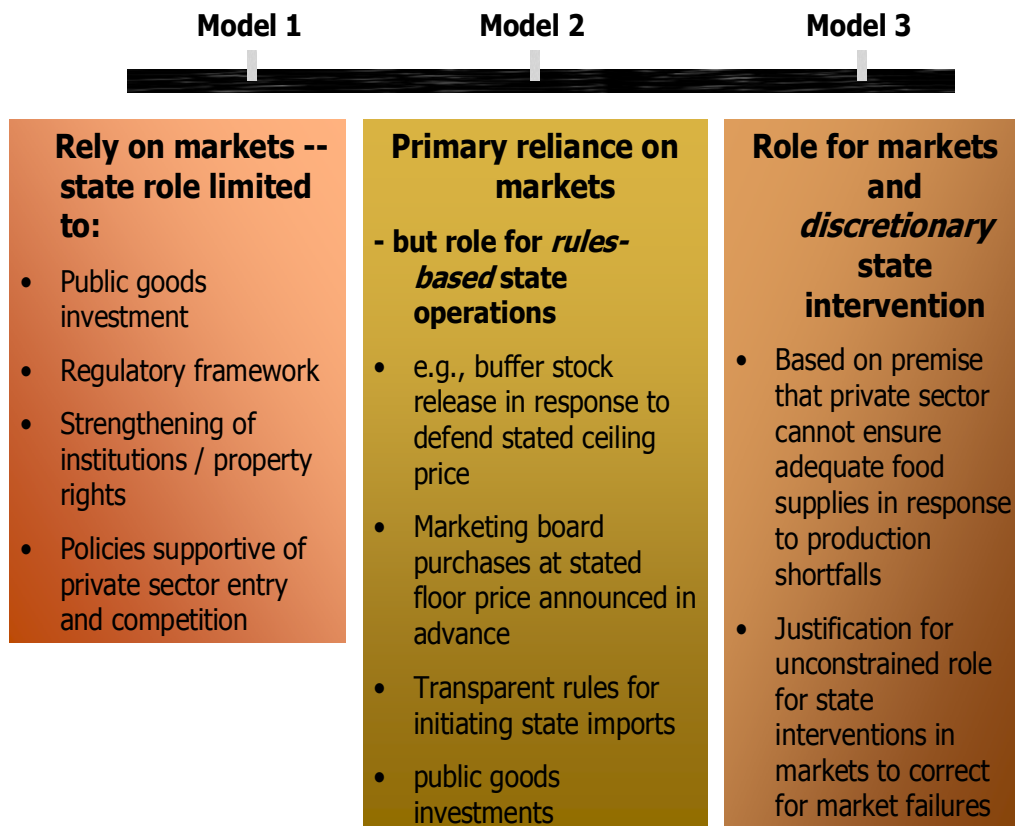 Model 1
Model 2
Model 3
Rely on markets --
state role limited
to:
• Public goods
investment
• Regulatory framework
• Strengthening of
institutions / property
rights
• Policies supportive of
private sector entry
and competition
Primary reliance on
markets
- but role for rules-
based state
operations
• e.g., buffer stock
release in response to
defend stated ceiling
price
• Marketing board
purchases at stated
floor price announced in
advance
• Transparent rules for
initiating state imports
• public goods
investments
Role for markets
and
discretionary
state
intervention
• Based on premise
that private sector
cannot ensure
adequate food
supplies in response
to production
shortfalls
• Justification for
unconstrained role
for state
interventions in
markets to correct
for market failures